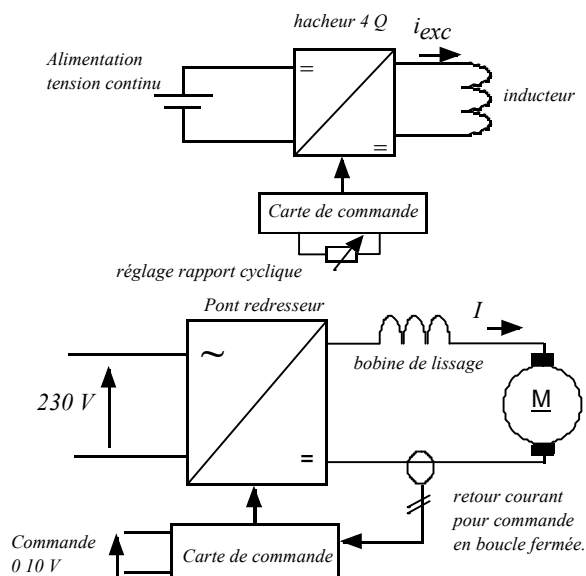 hacheur 4 Q
i exc
Alimentation
tension continu
=
inducteur
=
Carte de commande
réglage rapport cyclique
Pont redresseur
I
~
bobine de lissage
230 V
M
=
retour courant
pour commande
en boucle fermée.
Commande
0 10 V
Carte de commande